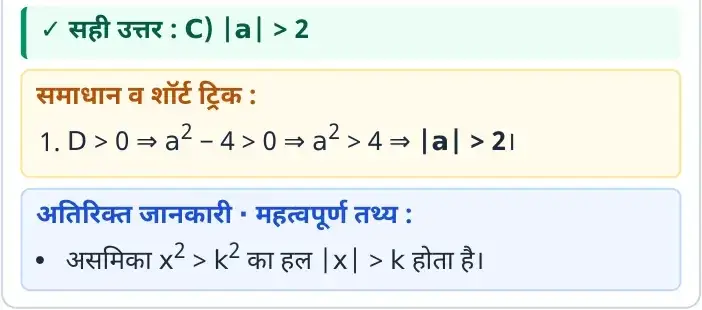 ✓ सही उत्तर : C) |a| > 2
समाधान व शॉर्ट ट्रिक :
1. D > 0 ⇒ a² – 4 > 0 ⇒ a² > 4 ⇒ |a| > 2।
अतिरिक्त जानकारी · महत्वपूर्ण तथ्य :
• असमिका x² > k² का हल |x| > k होता है।